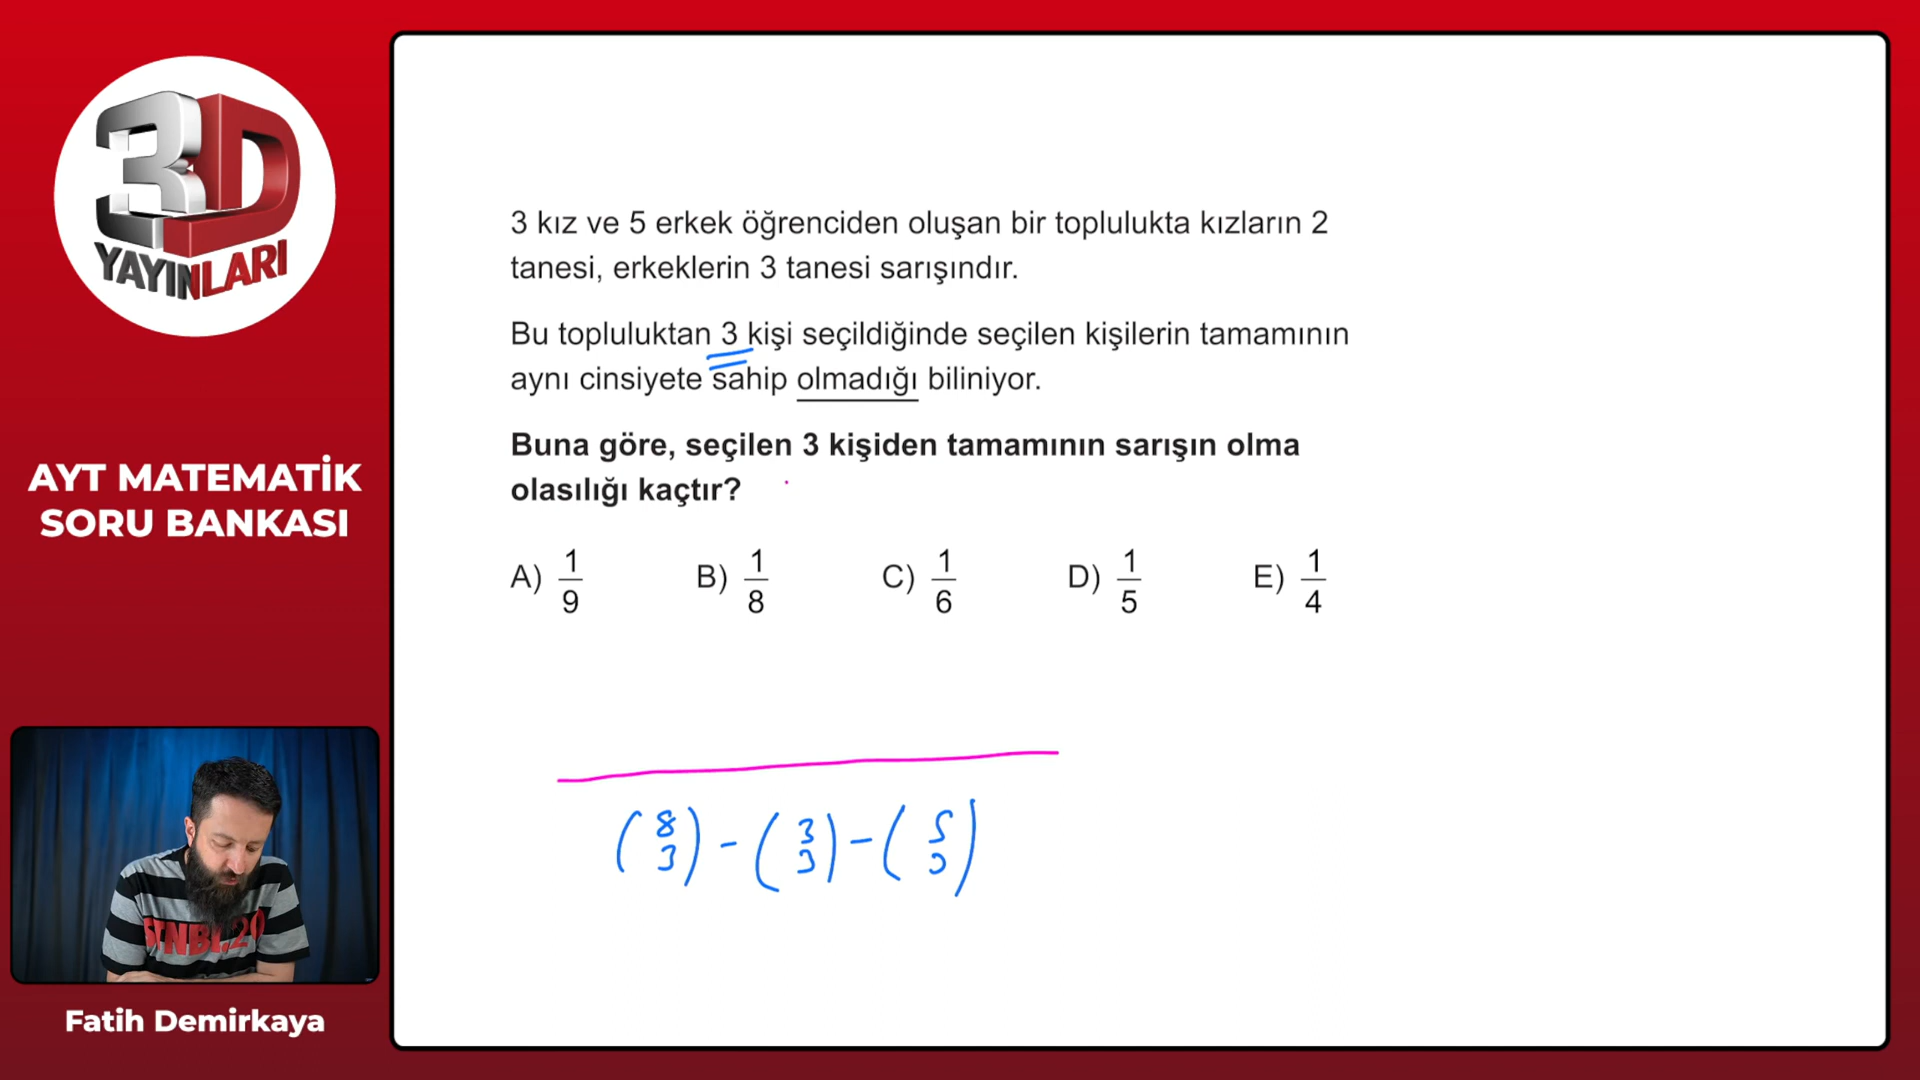 3D
YAYINLARI
AYT MATEMATİK
SORU BANKASI
Fatih Demirkaya
3 kız ve 5 erkek öğrenciden oluşan bir toplulukta kızların 2
tanesi, erkeklerin 3 tanesi sarışındır.
Bu topluluktan 3 kişi seçildiğinde seçilen kişilerin tamamının
aynı cinsiyete sahip olmadığı biliniyor.
Buna göre, seçilen 3 kişiden tamamının sarışın olma
olasılığı kaçtır?
A) 1/9 B) 1/8 C) 1/6 D) 1/5 E) 1/4
(8 3) - (3 3) - (5 3)